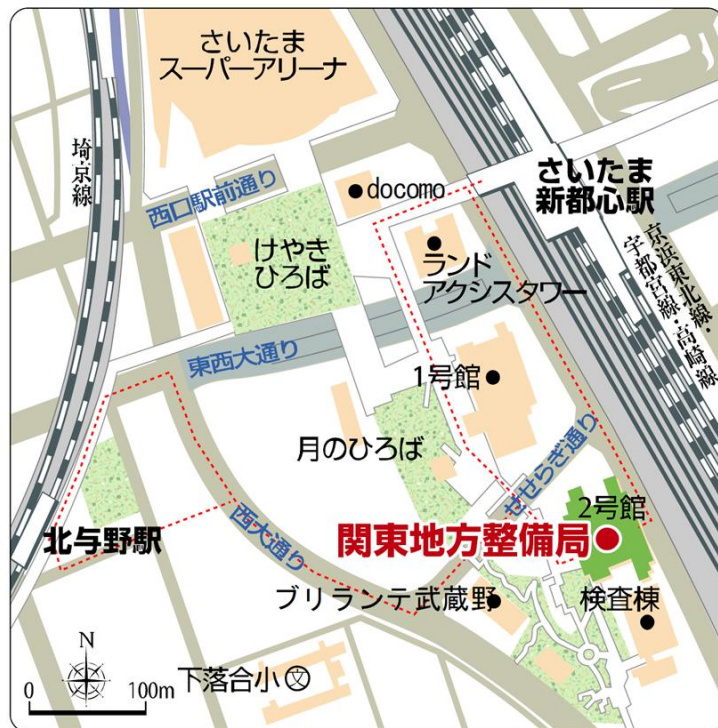 さいたま
スーパーアリーナ
埼京線
西口駅前通り
docomo
さいたま
新都心駅
けやき
ひろば
ランド
アクシスタワー
京浜東北線・
宇都宮線・高崎線
東西大通り
1号館
月のひろば
せせらぎ通り
2号館
北与野駅
西大通り
関東地方整備局
ブリランテ武蔵野
検査棟
N
0 100m
下落合小 文